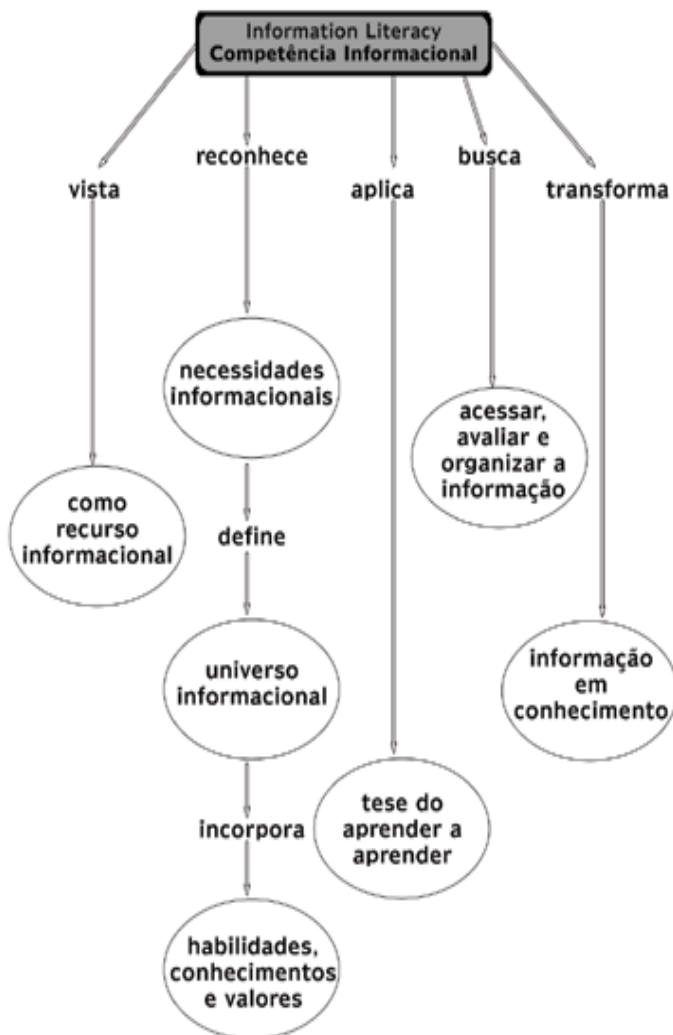 Information Literacy
Competência Informacional
vista
reconhece
aplica
busca
transforma
como
recurso
informacional
necessidades
informacionais
define
universo
informacional
incorpora
habilidades,
conhecimentos
e valores
tese do
aprender a
aprender
acessar,
avaliar e
organizar a
informação
informação
em
conhecimento